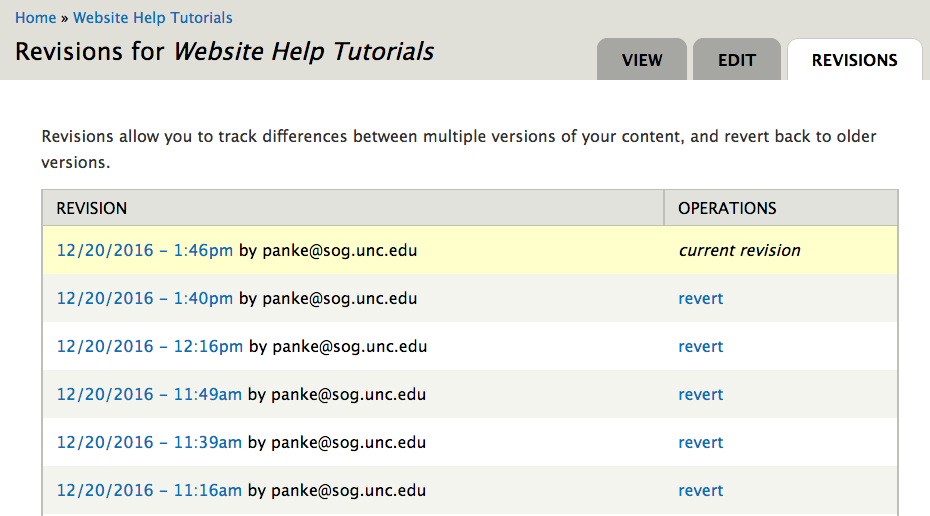 Home » Website Help Tutorials
Revisions for Website Help Tutorials
VIEW EDIT REVISIONS
Revisions allow you to track differences between multiple versions of your content, and revert back to older
versions.
REVISION OPERATIONS
12/20/2016 – 1:46pm by panke@sog.unc.edu current revision
12/20/2016 – 1:40pm by panke@sog.unc.edu revert
12/20/2016 – 12:16pm by panke@sog.unc.edu revert
12/20/2016 – 11:49am by panke@sog.unc.edu revert
12/20/2016 – 11:39am by panke@sog.unc.edu revert
12/20/2016 – 11:16am by panke@sog.unc.edu revert